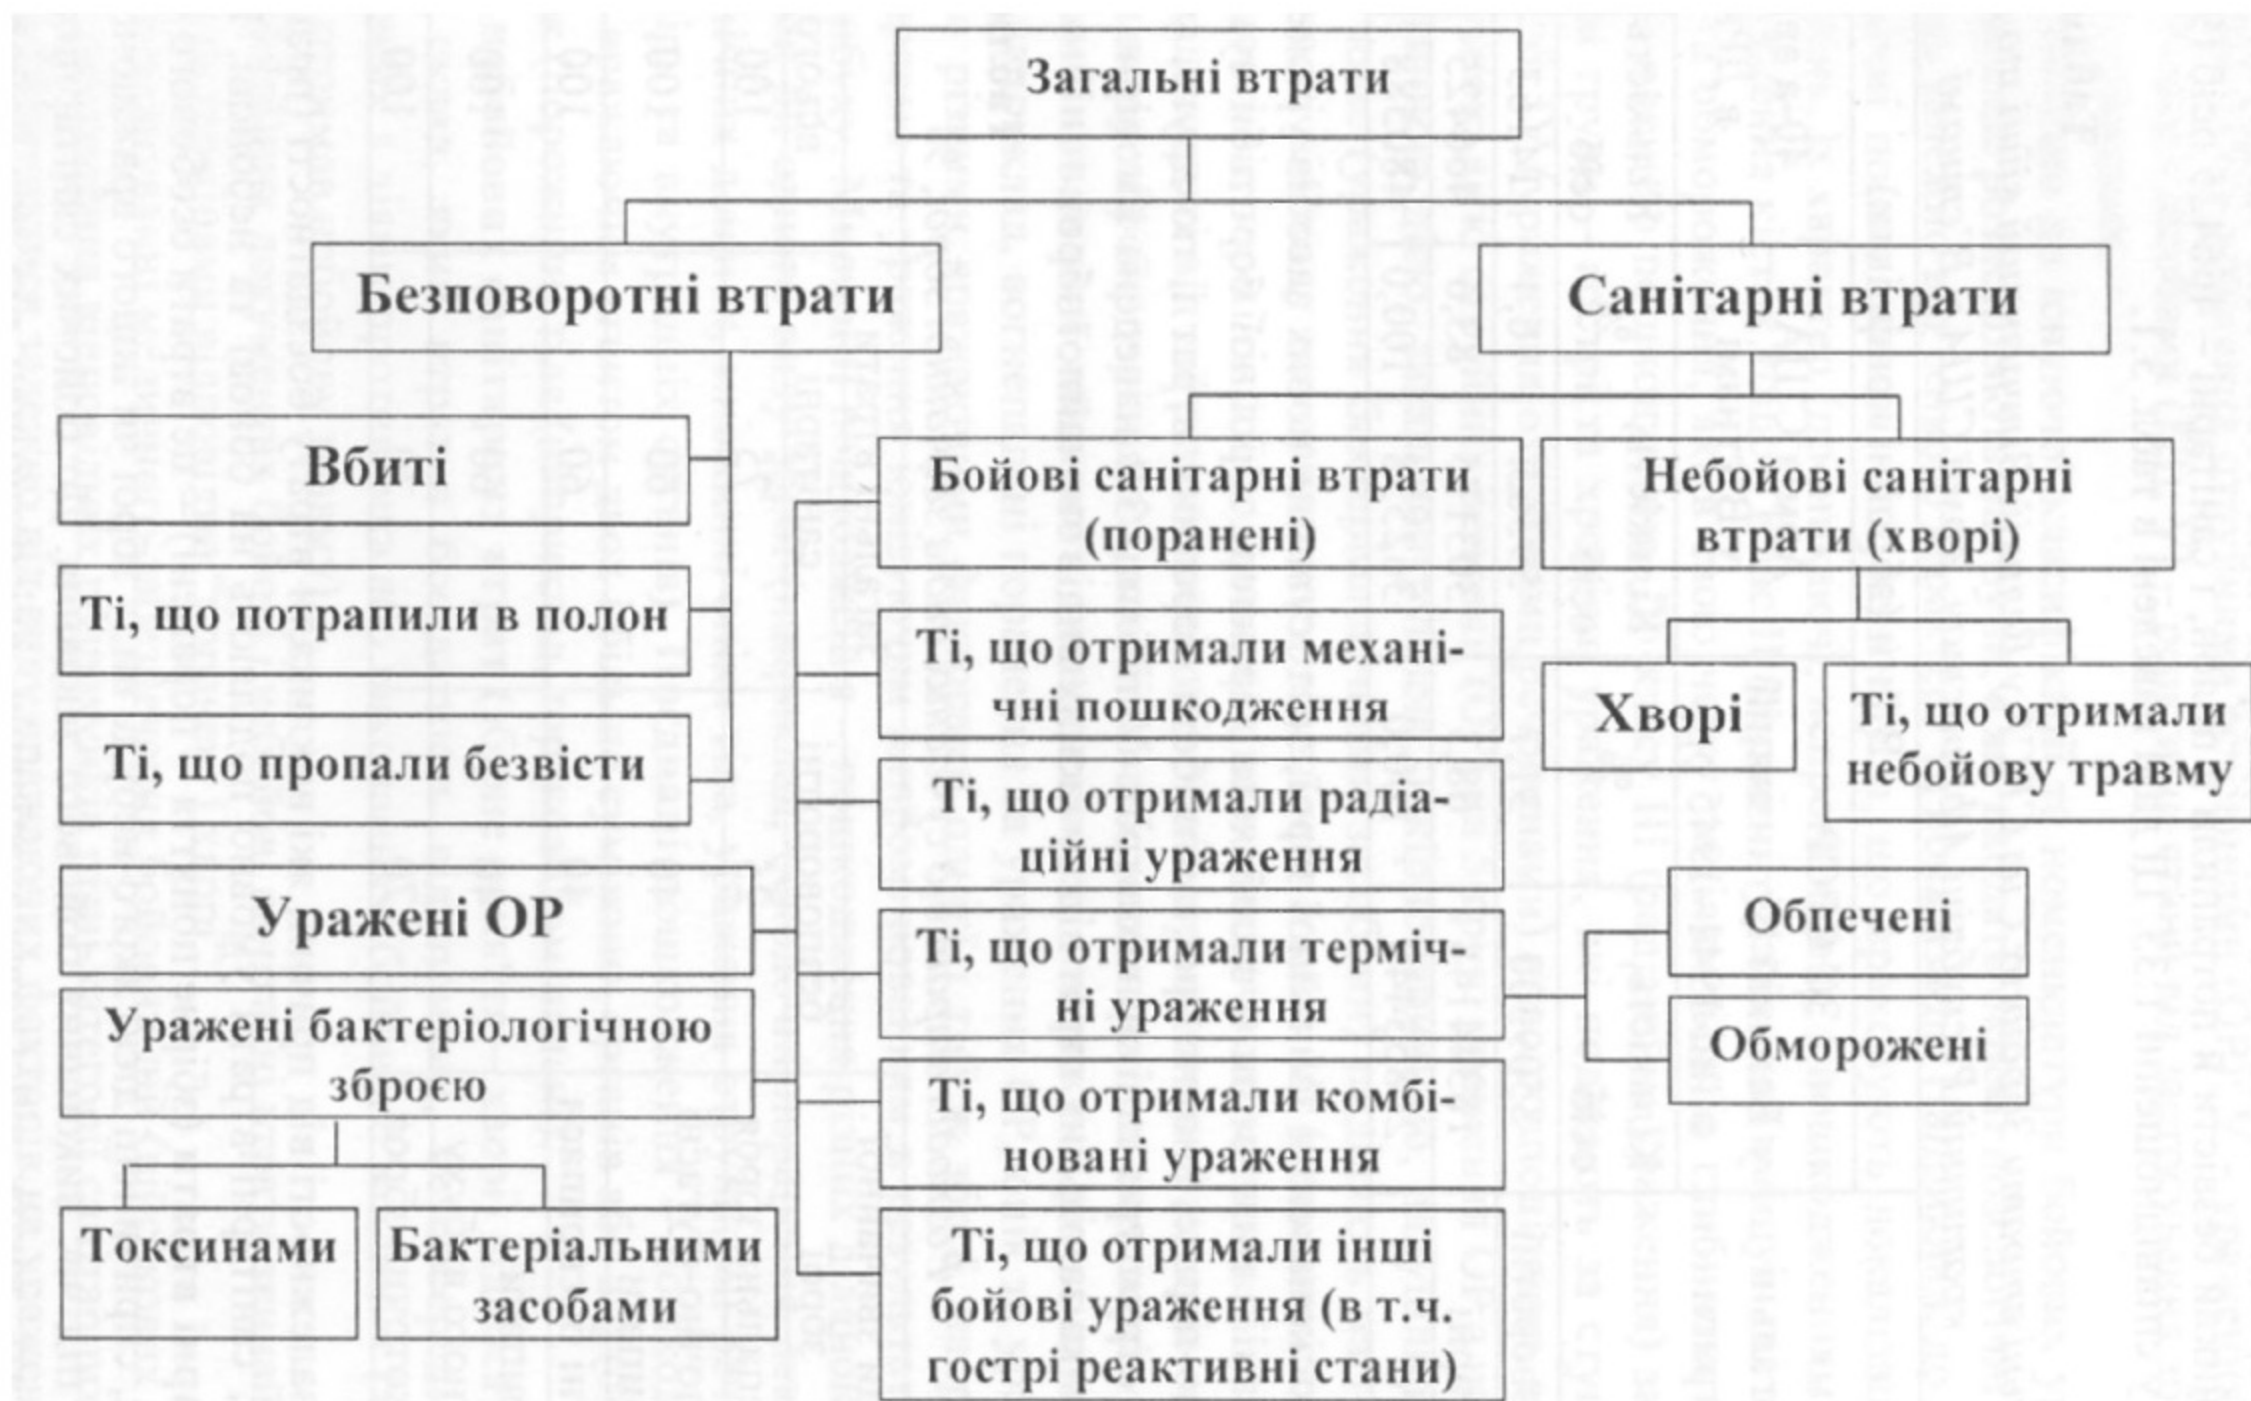 Загальні втрати
Безповоротні втрати
Санітарні втрати
Вбиті
Ті, що потрапили в полон
Ті, що пропали безвісти
Бойові санітарні втрати
(поранені)
Небойові санітарні
втрати (хворі)
Ті, що отримали механі-
чні пошкодження
Ті, що отримали радіа-
ційні ураження
Ті, що отримали терміч-
ні ураження
Ті, що отримали комбі-
новані ураження
Ті, що отримали інші
бойові ураження (в т.ч.
гострі реактивні стани)
Хворі
Ті, що отримали
небойову травму
Обпечені
Обморожені
Уражені ОР
Уражені бактеріологічною
зброєю
Токсинами
Бактеріальними
засобами